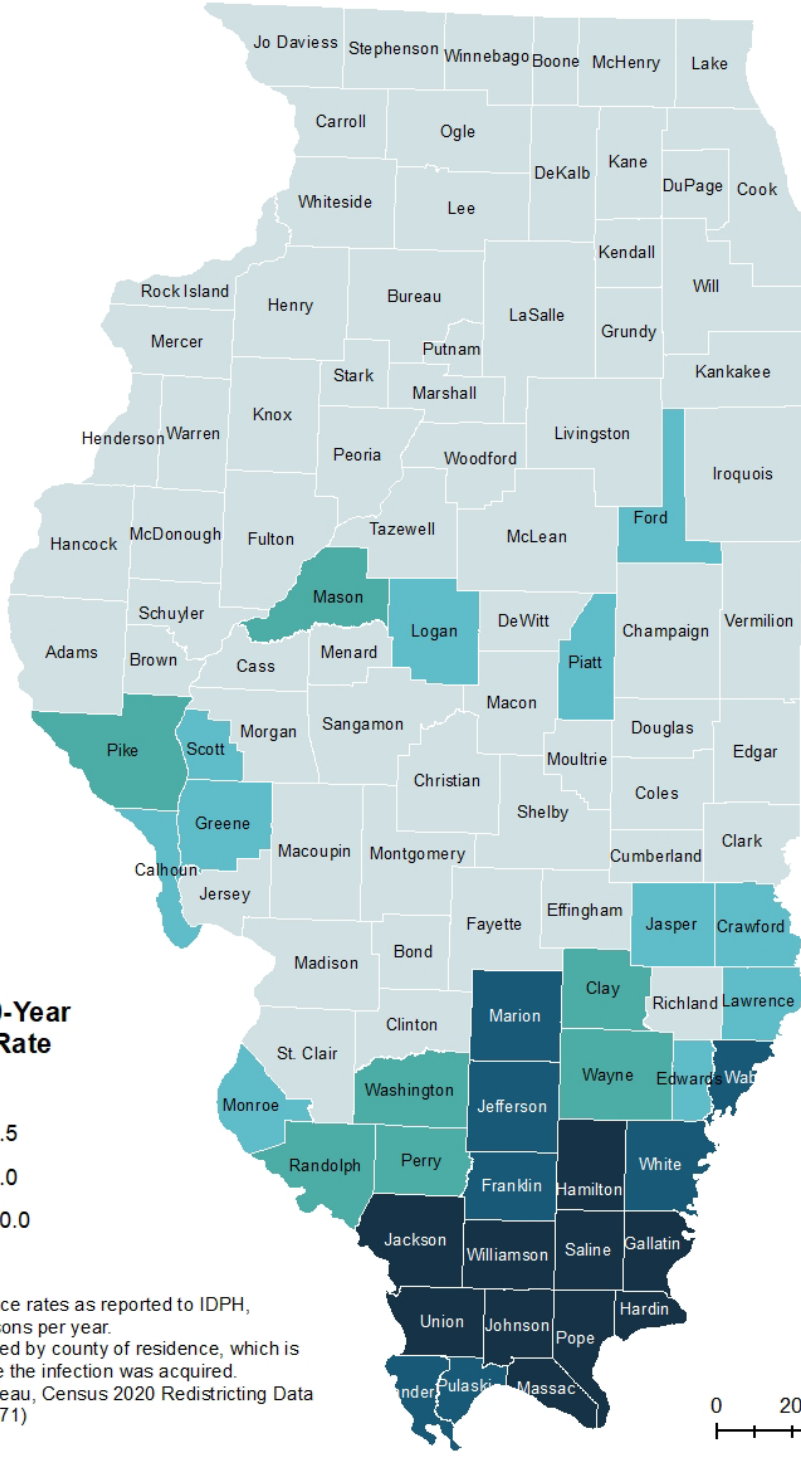 Jo Daviess Stephenson Winnebago Boone McHenry Lake
Carroll Ogle DeKalb Kane DuPage Cook
Whiteside Lee
Kendall
Rock Island Henry Bureau LaSalle Will
Mercer Putnam Grundy
Stark Marshall Kankakee
Henderson Warren Knox Peoria Woodford Livingston Iroquois
Hancock McDonough Fulton Tazewell McLean Ford
Schuyler Mason Logan DeWitt Champaign Vermilion
Adams Brown Cass Menard Piatt
Pike Scott Morgan Sangamon Macon Douglas Edgar
Christian Moultrie Coles
Greene Macoupin Montgomery Shelby Cumberland Clark
Calhoun Jersey
Fayette Effingham Jasper Crawford
Madison Bond
Clay Richland Lawrence
Marion
Clinton
St. Clair
Washington Wayne Edwards Wab
Monroe Jefferson
Randolph Perry Franklin Hamilton White
Jackson Williamson Saline Gallatin
Union Johnson Pope Hardin
ander Pulaski Massac
0-Year
Rate
.5
.0
0.0
ce rates as reported to IDPH,
sons per year.
ed by county of residence, which is
e the infection was acquired.
eau, Census 2020 Redistricting Data
71)
0 20